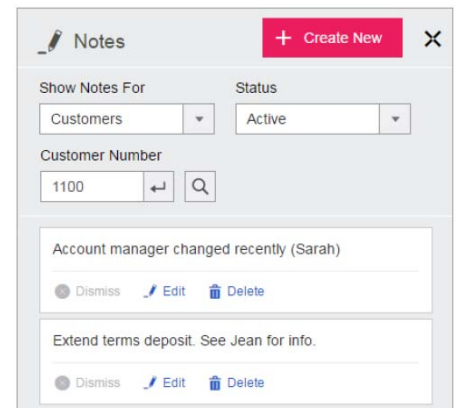 Notes
+ Create New
Show Notes For
Status
Customers
Active
Customer Number
1100
Account manager changed recently (Sarah)
Dismiss Edit Delete
Extend terms deposit. See Jean for info.
Dismiss Edit Delete